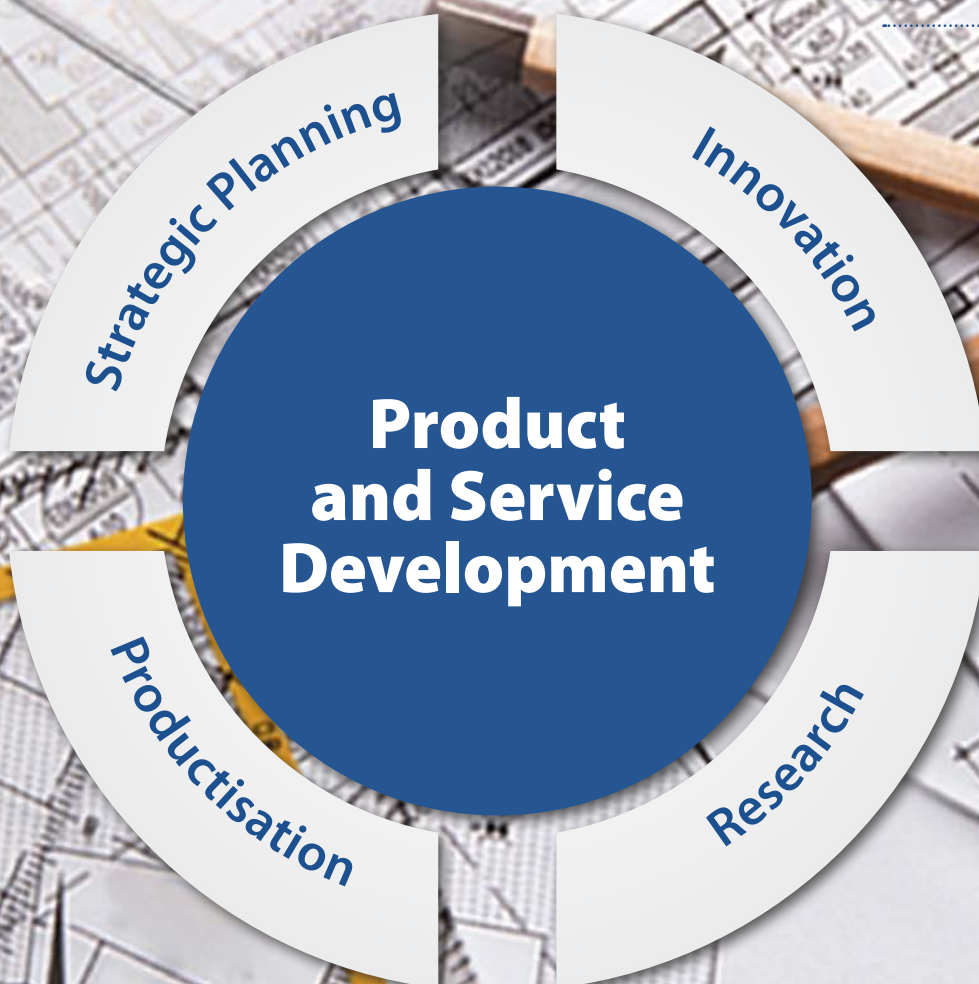 Strategic Planning
Innovation
Product
and Service
Development
Productisation
Research